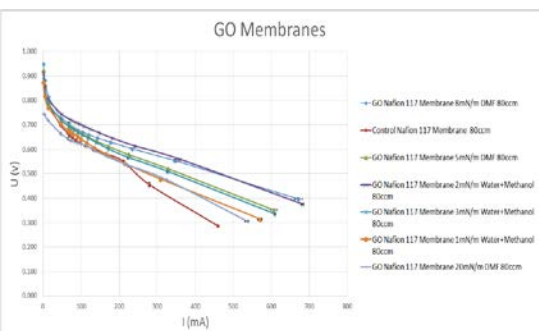 GO Membranes
1.000
0.900
0.800
0.700
0.600
0.500
0.400
0.300
0.200
0.100
0.000
U (v)
0 100 200 300 400 500 600 700 800
I (mA)
GO Nafion 117 Membrane 8mN/m DMF 80ccm
Control Nafion 117 Membrane 80ccm
GO Nafion 117 Membrane 5mN/m DMF 80ccm
GO Nafion 117 Membrane 2mN/m Water+Methanol
80ccm
GO Nafion 117 Membrane 3mN/m Water+Methanol
80ccm
GO Nafion 117 Membrane 1mN/m Water+Methanol
80ccm
GO Nafion 117 Membrane 20mN/m DMF 80ccm